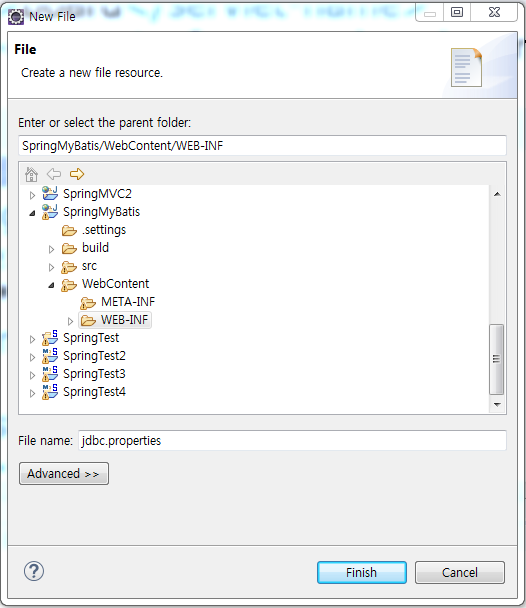 New File
File
Create a new file resource.
Enter or select the parent folder:
SpringMyBatis/WebContent/WEB-INF
SpringMVC2
SpringMyBatis
.settings
build
src
WebContent
META-INF
WEB-INF
SpringTest
SpringTest2
SpringTest3
SpringTest4
File name: jdbc.properties
Advanced >>
Finish Cancel